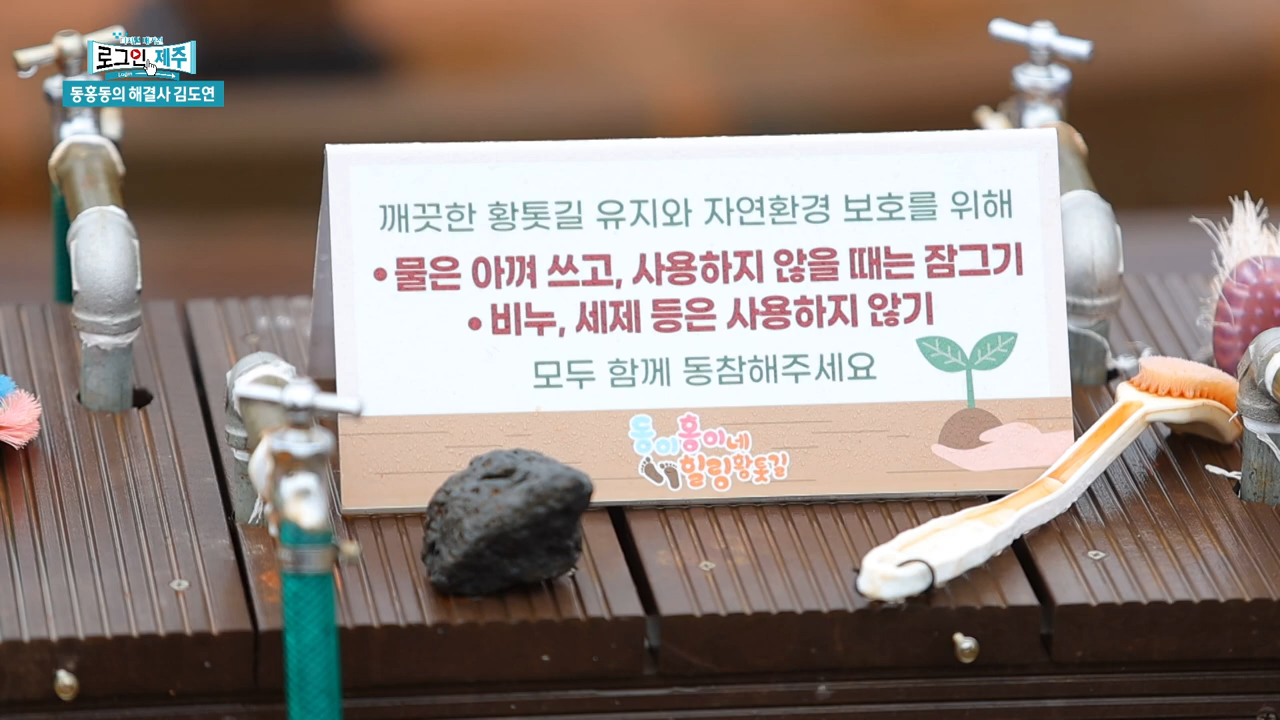 로그인 제주
Login
동홍동의 해결사 김도연
깨끗한 황톳길 유지와 자연환경 보호를 위해
• 물은 아껴 쓰고, 사용하지 않을 때는 잠그기
• 비누, 세제 등은 사용하지 않기
모두 함께 동참해주세요
동이홍이네
힐링황톳길